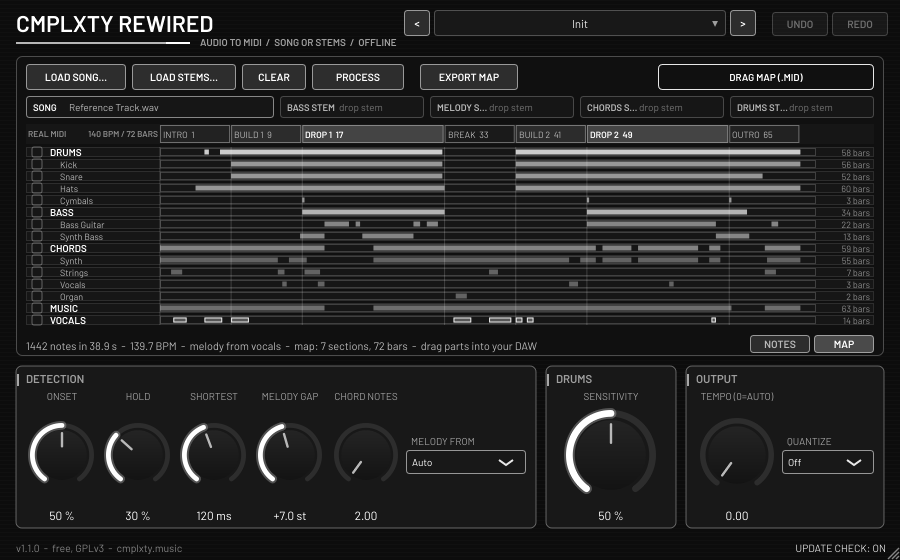 CMPLXTY REWIRED
AUDIO TO MIDI / SONG OR STEMS / OFFLINE
< Init ▼ > UNDO REDO
LOAD SONG... LOAD STEMS... CLEAR PROCESS EXPORT MAP DRAG MAP (.MID)
SONG Reference Track.wav BASS STEM drop stem MELODY S... drop stem CHORDS S... drop stem DRUMS ST... drop stem
REAL MIDI 140 BPM / 72 BARS INTRO 1 BUILD 1 9 DROP 1 17 BREAK 33 BUILD 2 41 DROP 2 49 OUTRO 65
DRUMS 58 bars
Kick 56 bars
Snare 52 bars
Hats 60 bars
Cymbals 3 bars
BASS 34 bars
Bass Guitar 22 bars
Synth Bass 13 bars
CHORDS 59 bars
Synth 55 bars
Strings 7 bars
Vocals 3 bars
Organ 2 bars
MUSIC 63 bars
VOCALS 14 bars
1442 notes in 38.9 s - 139.7 BPM - melody from vocals - map: 7 sections, 72 bars - drag parts into your DAW
NOTES MAP
DETECTION
ONSET HOLD SHORTEST MELODY GAP CHORD NOTES
MELODY FROM
Auto
50 % 30 % 120 ms +7.0 st 2.00
DRUMS
SENSITIVITY
50 %
OUTPUT
TEMPO (0=AUTO)
QUANTIZE
Off
0.00
v1.1.0 - free, GPLv3 - cmplxty.music
UPDATE CHECK: ON